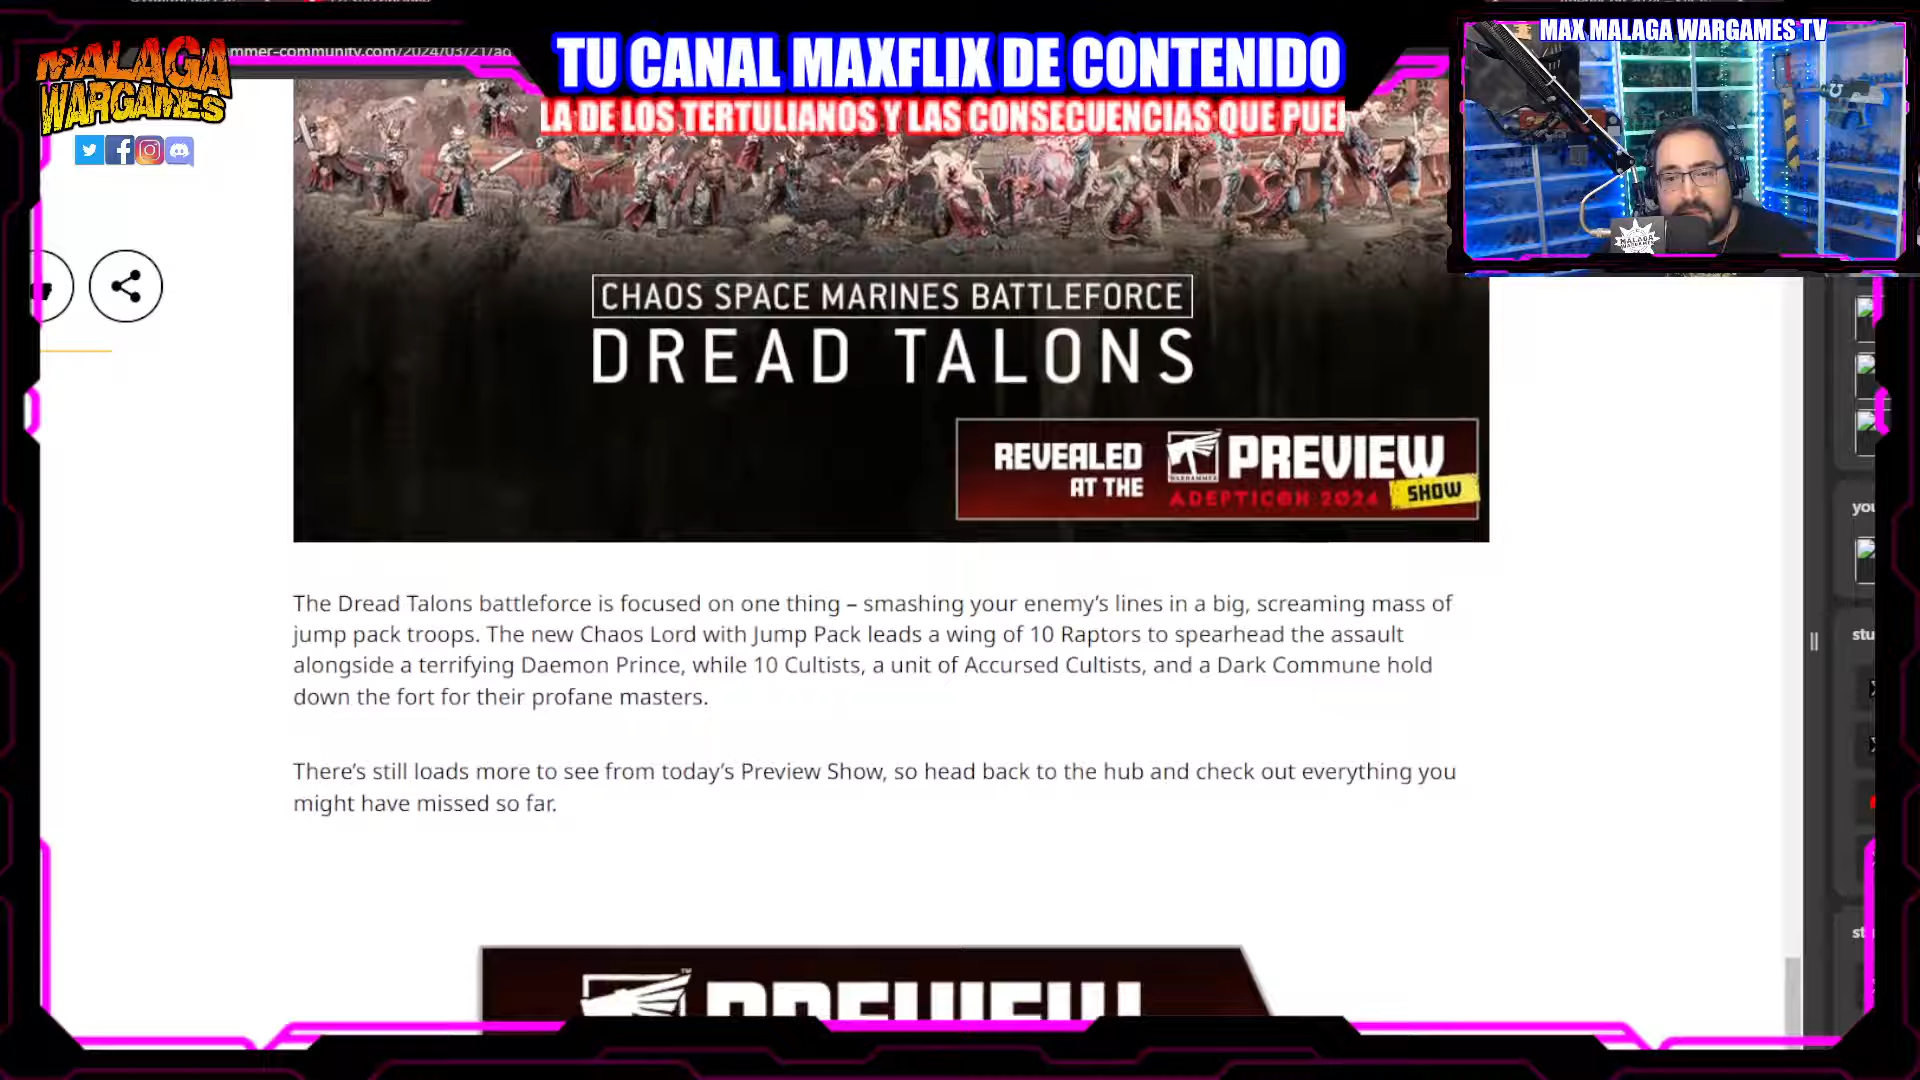 MAX MALAGA WARGAMES TV
TU CANAL MAXFLIX DE CONTENIDO
LA DE LOS TERTULIANOS Y LAS CONSECUENCIAS QUE PUE
MALAGA
WARGAMES
mmer-community.com/2024/03/21/ad
MALAGA
CHAOS SPACE MARINES BATTLEFORCE
DREAD TALONS
REVEALED
AT THE
WARHAMMER
PREVIEW
ADEPTICON 2024
SHOW
you
The Dread Talons battleforce is focused on one thing – smashing your enemy's lines in a big, screaming mass of
jump pack troops. The new Chaos Lord with Jump Pack leads a wing of 10 Raptors to spearhead the assault
alongside a terrifying Daemon Prince, while 10 Cultists, a unit of Accursed Cultists, and a Dark Commune hold
down the fort for their profane masters.
stu
There's still loads more to see from today's Preview Show, so head back to the hub and check out everything you
might have missed so far.
st
PREVIEW